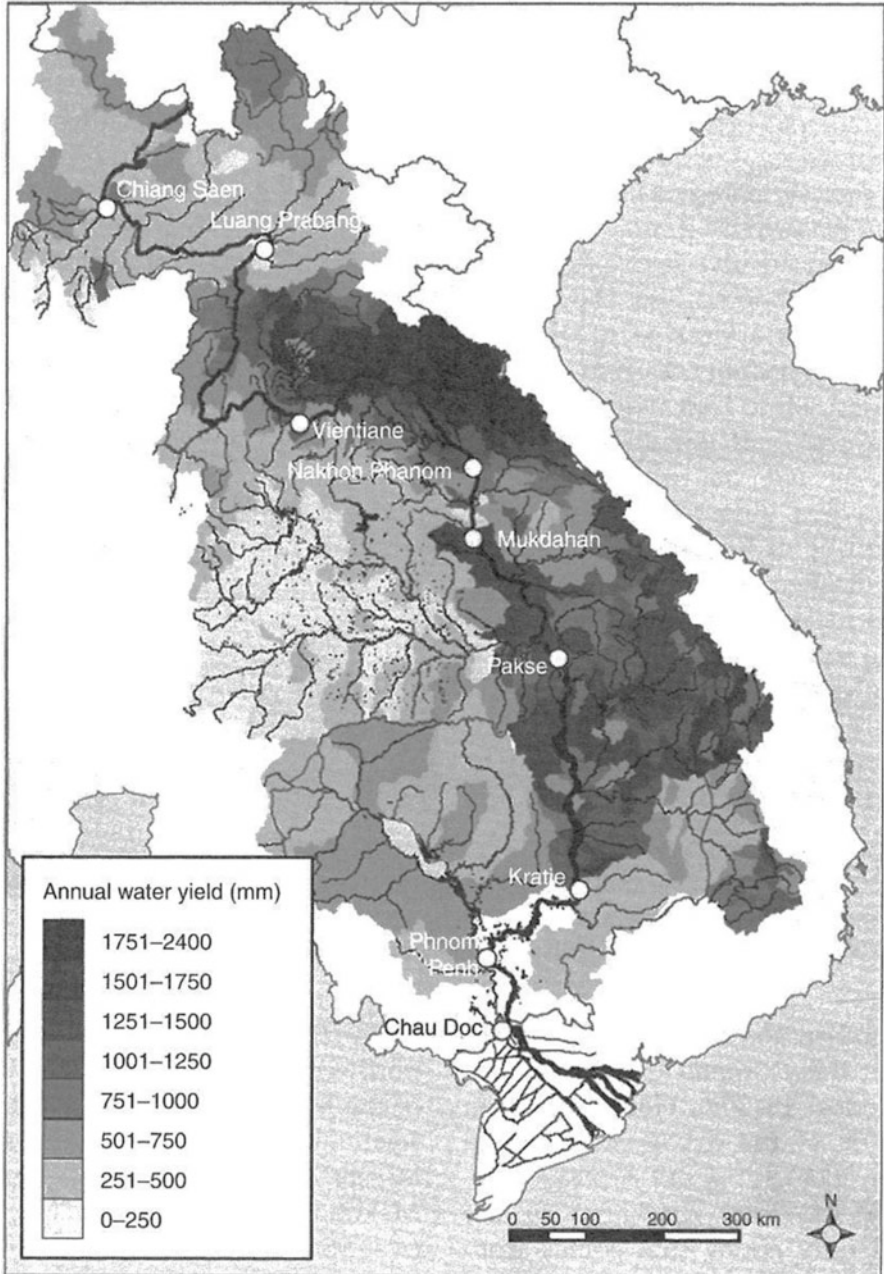 Chiang Saen
Luang Prabang
Vientiane
Nakhon Phanom
Mukdahan
Pakse
Kratie
Phnom
Penh
Chau Doc
Annual water yield (mm)
1751–2400
1501–1750
1251–1500
1001–1250
751–1000
501–750
251–500
0–250
N
0 50 100 200 300 km